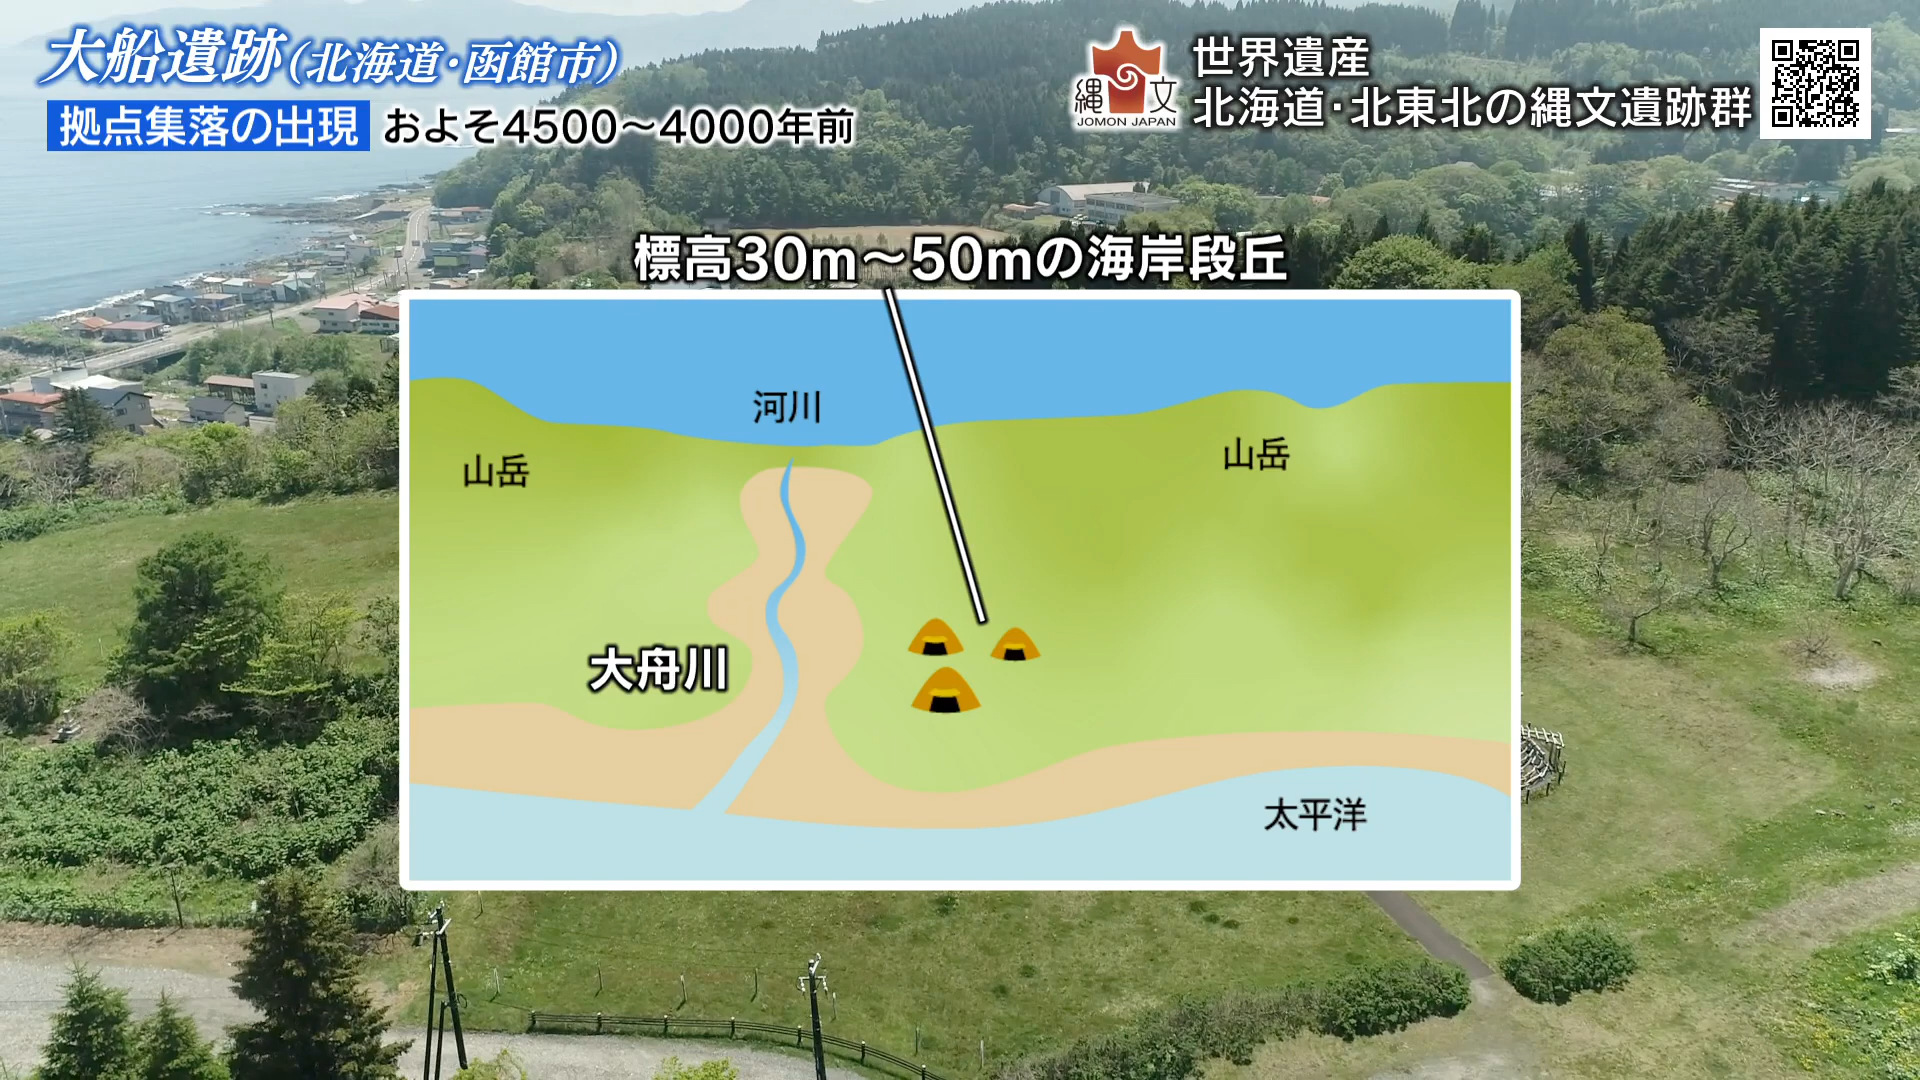 大船遺跡(北海道・函館市)
拠点集落の出現 およそ4500～4000年前
縄文
JOMON JAPAN
世界遺産
北海道・北東北の縄文遺跡群
標高30m～50mの海岸段丘
河川
山岳
山岳
大舟川
太平洋